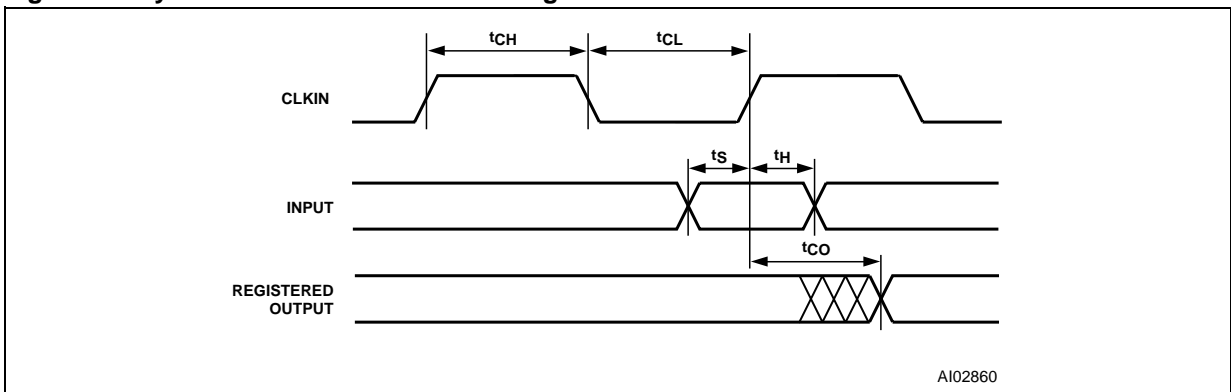 tCH
tCL
CLKIN
tS
tH
INPUT
tCO
REGISTERED
OUTPUT
AI02860